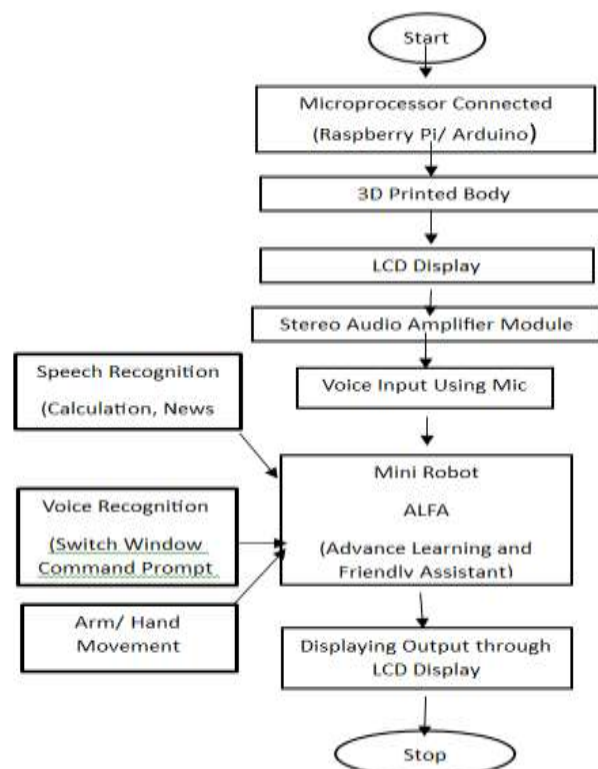 Start
Microprocessor Connected
(Raspberry Pi/ Arduino)
3D Printed Body
LCD Display
Stereo Audio Amplifier Module
Voice Input Using Mic
Speech Recognition
(Calculation, News
Voice Recognition
(Switch Window
Command Prompt
Arm/ Hand
Movement
Mini Robot
ALFA
(Advance Learning and
Friendly Assistant)
Displaying Output through
LCD Display
Stop